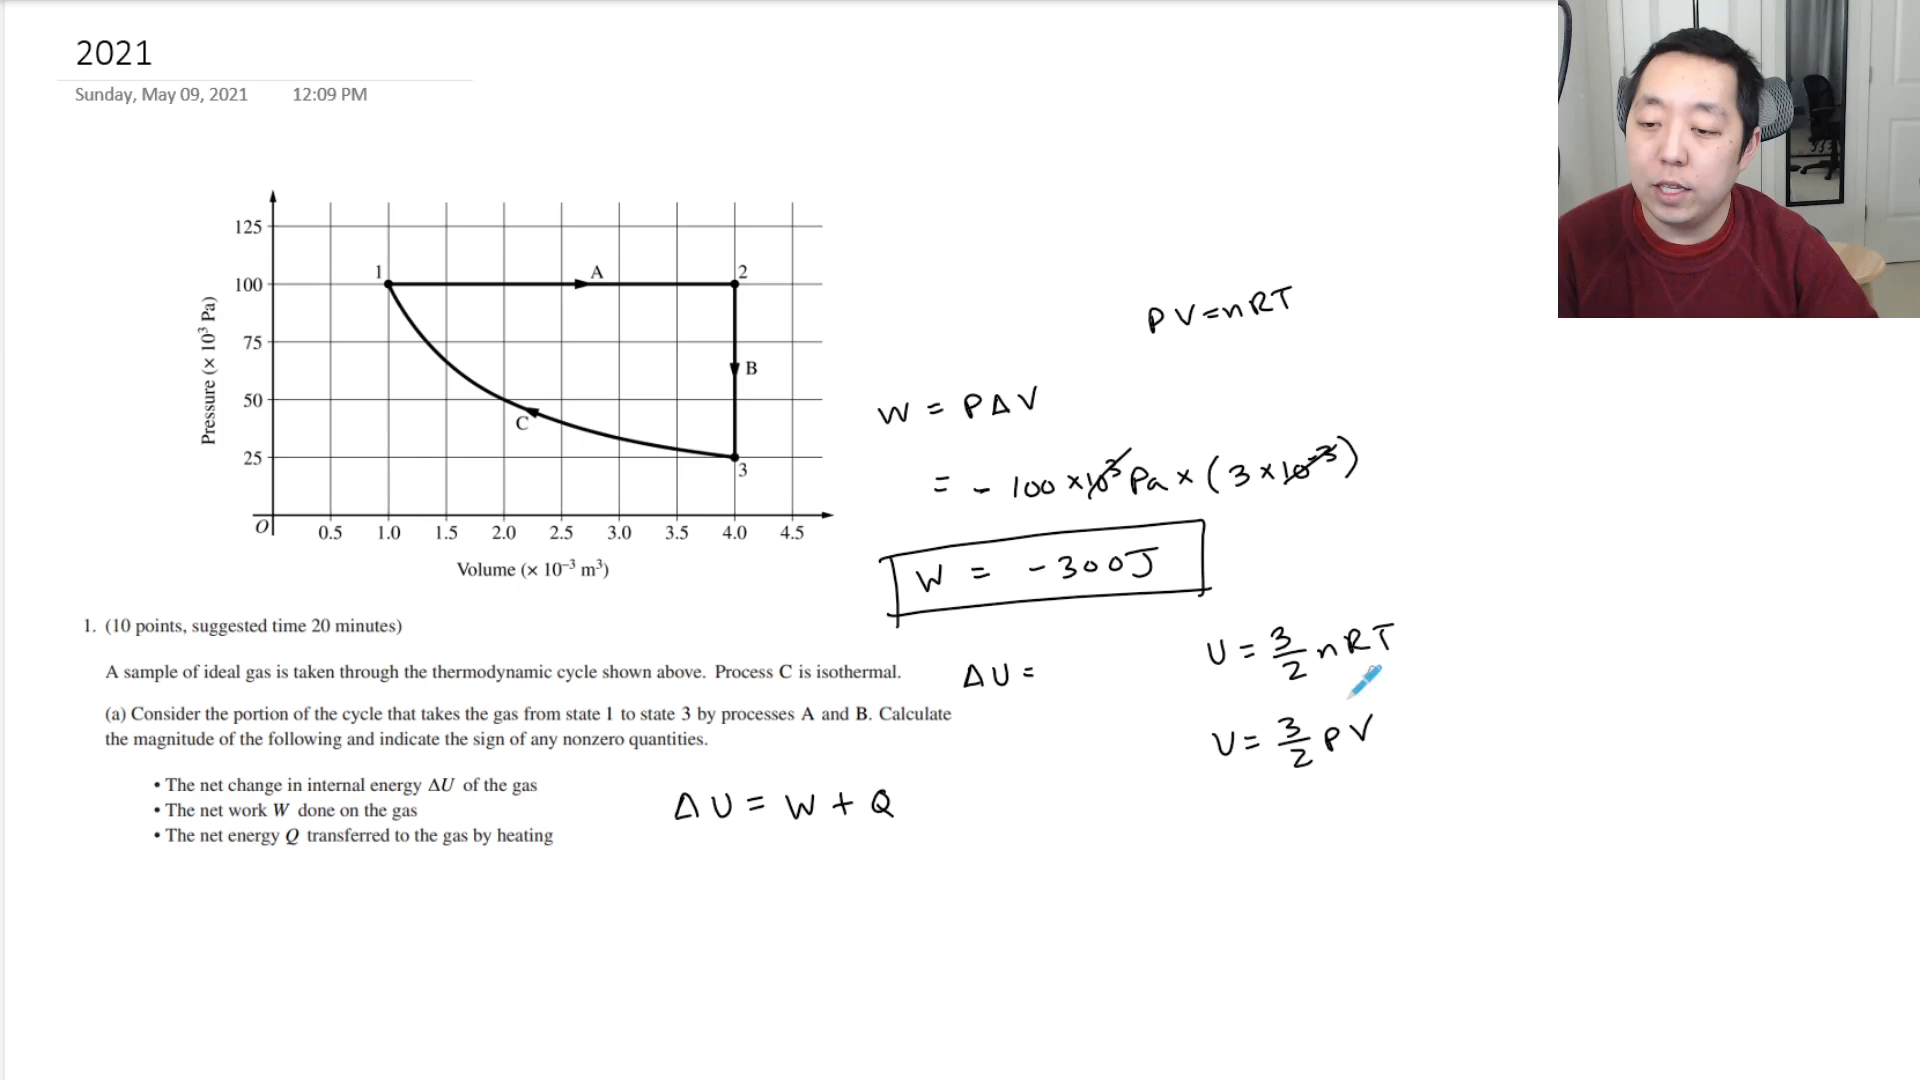 2021
Sunday, May 09, 2021 12:09 PM
Pressure (× 10³ Pa)
125
100
75
50
25
O
1
A
2
B
C
3
0.5 1.0 1.5 2.0 2.5 3.0 3.5 4.0 4.5
Volume (× 10⁻³ m³)
PV=nRT
W = PΔV
= - 100 ×10³ Pa × (3 ×10⁻³)
W = -300J
1. (10 points, suggested time 20 minutes)
A sample of ideal gas is taken through the thermodynamic cycle shown above. Process C is isothermal.
(a) Consider the portion of the cycle that takes the gas from state 1 to state 3 by processes A and B. Calculate
the magnitude of the following and indicate the sign of any nonzero quantities.
• The net change in internal energy ΔU of the gas
• The net work W done on the gas
• The net energy Q transferred to the gas by heating
ΔU = W + Q
ΔU =
U = 3/2 nRT
U = 3/2 PV